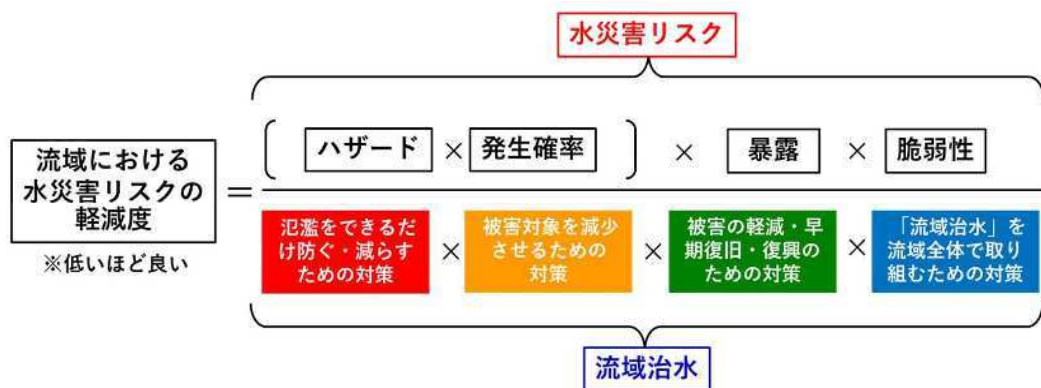 水災害リスク
流域における
水災害リスクの
軽減度
※低いほど良い
=
( ハザード × 発生確率 ) × 暴露 × 脆弱性
氾濫をできるだ
け防ぐ・減らす
ための対策
×
被害対象を減少
させるための
対策
×
被害の軽減・早
期復旧・復興の
ための対策
×
「流域治水」を
流域全体で取り
組むための対策
流域治水